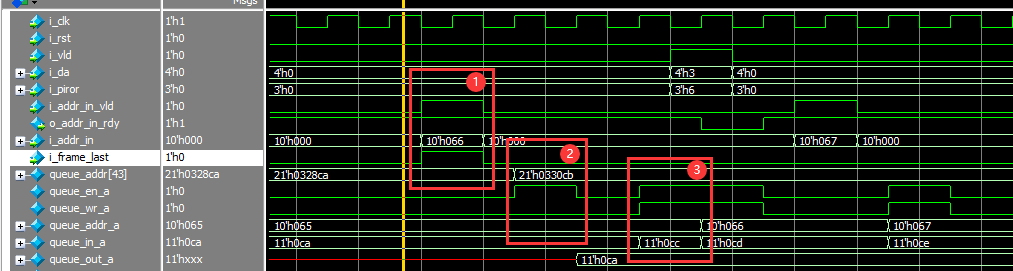 Msgs
i_clk 1'h1
i_rst 1'h0
i_vld 1'h0
i_da 4'h0 4'h0 4'h3 4'h0
i_piror 3'h0 3'h0 3'h6 3'h0
i_addr_in_vld 1'h0
o_addr_in_rdy 1'h1
i_addr_in 10'h000 10'h000 10'h066 10'h000 10'h067 10'h000
i_frame_last 1'h0
queue_addr[43] 21'h0328ca 21'h0328ca 21'h0330cb
queue_en_a 1'h0
queue_wr_a 1'h0
queue_addr_a 10'h065 10'h065 10'h066 10'h067
queue_in_a 11'h0ca 11'h0ca 11'h0cc 11'h0cd 11'h0ce
queue_out_a 11'hxxx 11'h0ca
1
2
3